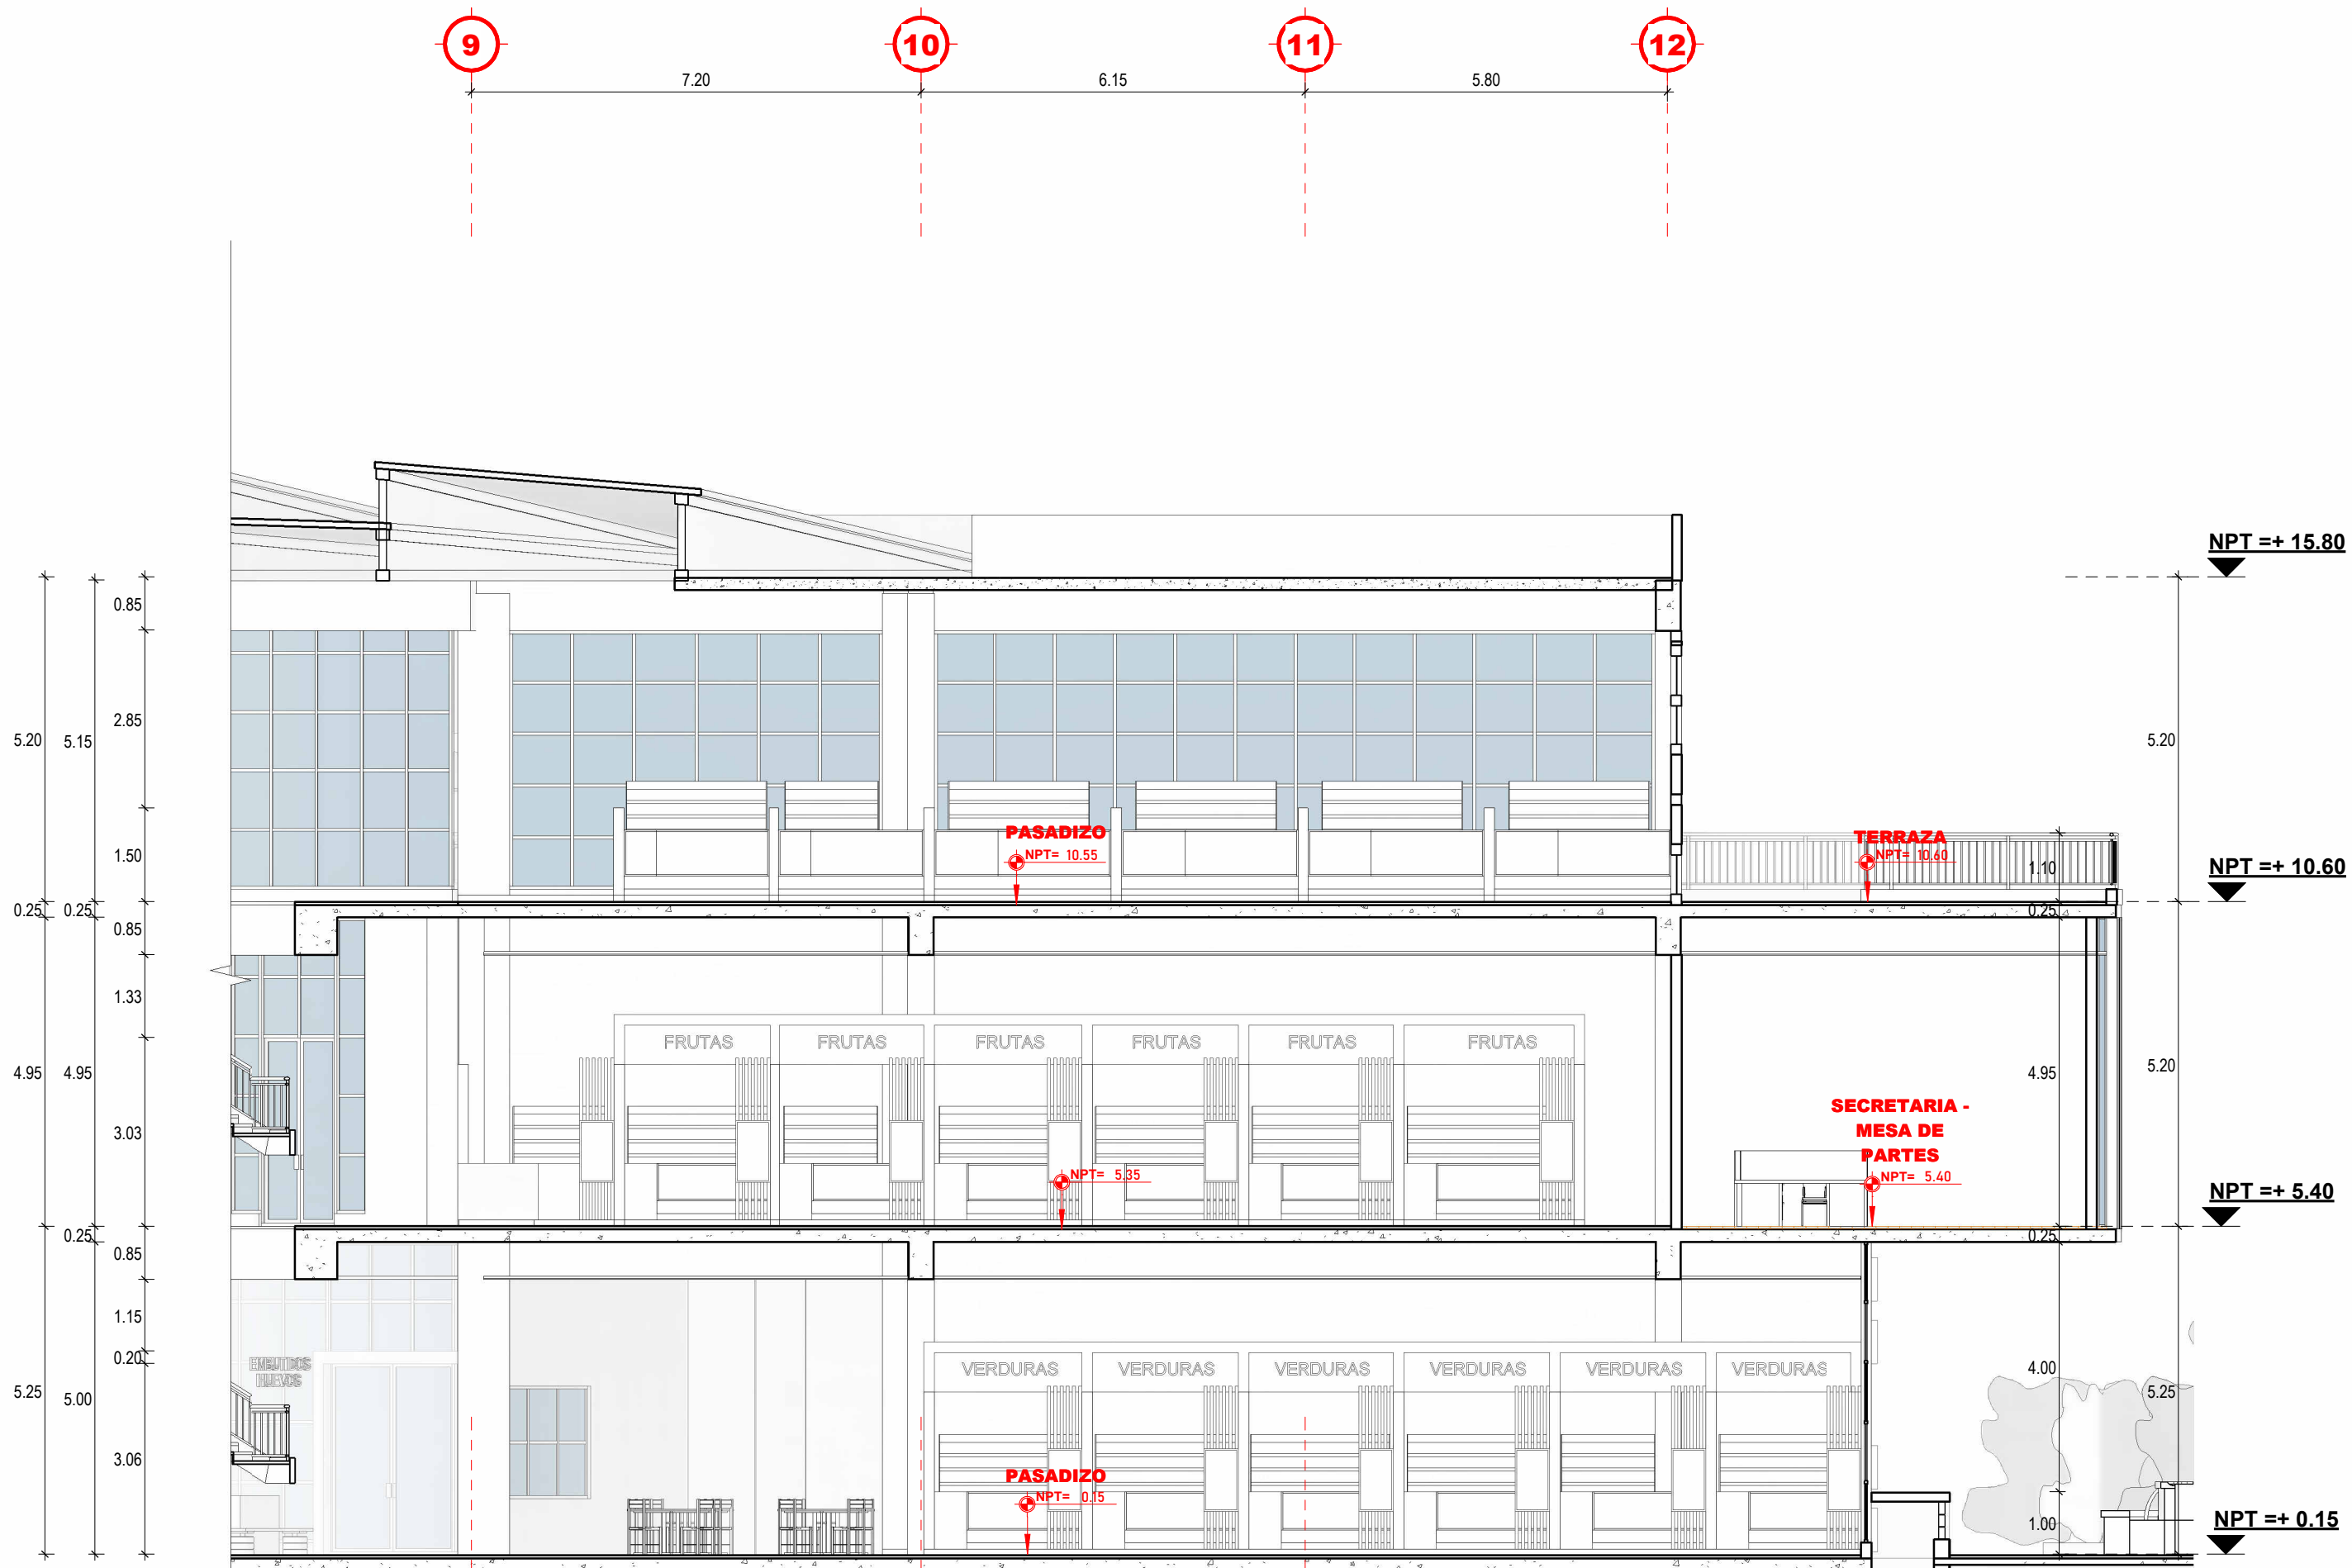 9
10
11
12
7.20
6.15
5.80
NPT =+ 15.80
0.85
2.85
5.20
5.15
5.20
1.50
PASADIZO
NPT= 10.55
TERRAZA
NPT= 10.60
1.10
NPT =+ 10.60
0.25
0.25
0.25
0.85
1.33
FRUTAS
FRUTAS
FRUTAS
FRUTAS
FRUTAS
FRUTAS
4.95
4.95
4.95
5.20
3.03
SECRETARIA -
MESA DE
PARTES
NPT= 5.35
NPT= 5.40
NPT =+ 5.40
0.25
0.25
0.85
1.15
0.20
EMBUTIDOS
HUEVOS
VERDURAS
VERDURAS
VERDURAS
VERDURAS
VERDURAS
VERDURAS
4.00
5.25
5.00
5.25
3.06
PASADIZO
NPT= 0.15
1.00
NPT =+ 0.15